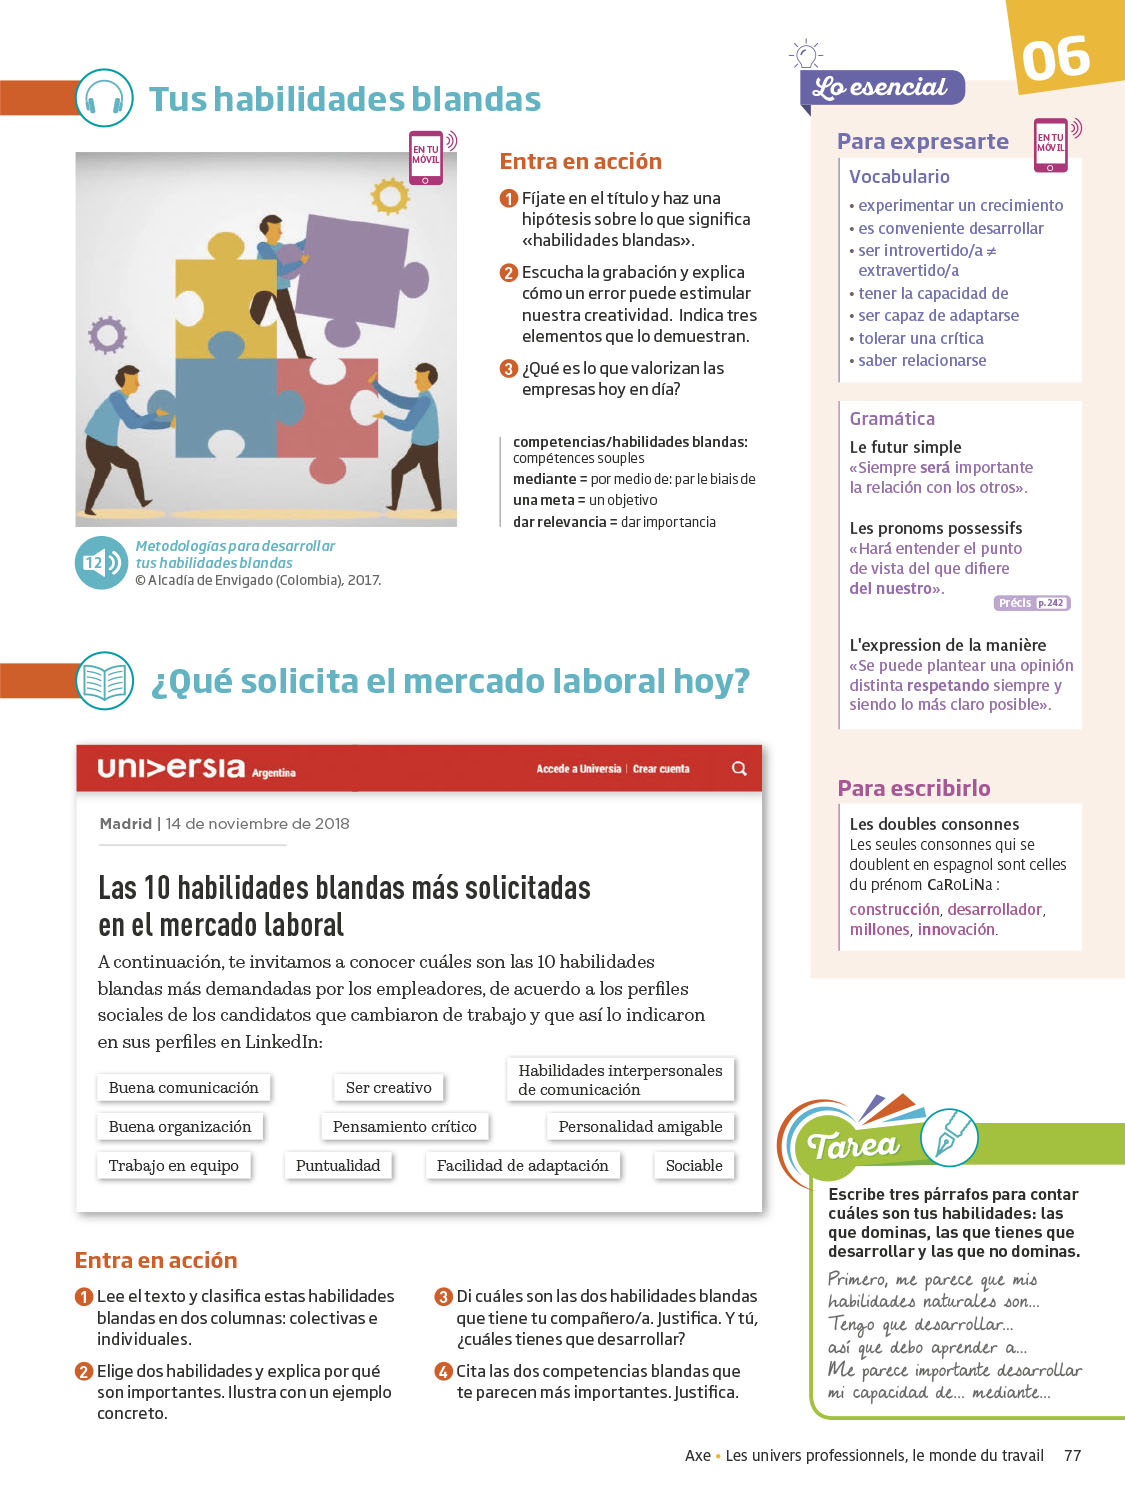 06
Tus habilidades blandas
EN TU
MÓVIL
Entra en acción
1 Fíjate en el título y haz una
hipótesis sobre lo que significa
«habilidades blandas».
2 Escucha la grabación y explica
cómo un error puede estimular
nuestra creatividad. Indica tres
elementos que lo demuestran.
3 ¿Qué es lo que valorizan las
empresas hoy en día?
competencias/habilidades blandas:
compétences souples
mediante = por medio de: par le biais de
una meta = un objetivo
dar relevancia = dar importancia
12
Metodologías para desarrollar
tus habilidades blandas
© Alcadía de Envigado (Colombia), 2017.
Lo esencial
Para expresarte
EN TU
MÓVIL
Vocabulario
• experimentar un crecimiento
• es conveniente desarrollar
• ser introvertido/a ≠
extravertido/a
• tener la capacidad de
• ser capaz de adaptarse
• tolerar una crítica
• saber relacionarse
Gramática
Le futur simple
«Siempre será importante
la relación con los otros».
Les pronoms possessifs
«Hará entender el punto
de vista del que difiere
del nuestro».
Précis p. 242
L'expression de la manière
«Se puede plantear una opinión
distinta respetando siempre y
siendo lo más claro posible».
Para escribirlo
Les doubles consonnes
Les seules consonnes qui se
doublent en espagnol sont celles
du prénom CaRoLiNa :
construcción, desarrollador,
millones, innovación.
¿Qué solicita el mercado laboral hoy?
universia Argentina
Accede a Universia | Crear cuenta
Madrid | 14 de noviembre de 2018
Las 10 habilidades blandas más solicitadas
en el mercado laboral
A continuación, te invitamos a conocer cuáles son las 10 habilidades
blandas más demandadas por los empleadores, de acuerdo a los perfiles
sociales de los candidatos que cambiaron de trabajo y que así lo indicaron
en sus perfiles en LinkedIn:
Buena comunicación
Ser creativo
Habilidades interpersonales
de comunicación
Buena organización
Pensamiento crítico
Personalidad amigable
Trabajo en equipo
Puntualidad
Facilidad de adaptación
Sociable
Entra en acción
1 Lee el texto y clasifica estas habilidades
blandas en dos columnas: colectivas e
individuales.
2 Elige dos habilidades y explica por qué
son importantes. Ilustra con un ejemplo
concreto.
3 Di cuáles son las dos habilidades blandas
que tiene tu compañero/a. Justifica. Y tú,
¿cuáles tienes que desarrollar?
4 Cita las dos competencias blandas que
te parecen más importantes. Justifica.
Tarea
Escribe tres párrafos para contar
cuáles son tus habilidades: las
que dominas, las que tienes que
desarrollar y las que no dominas.
Primero, me parece que mis
habilidades naturales son...
Tengo que desarrollar...
así que debo aprender a...
Me parece importante desarrollar
mi capacidad de... mediante...
Axe • Les univers professionnels, le monde du travail 77